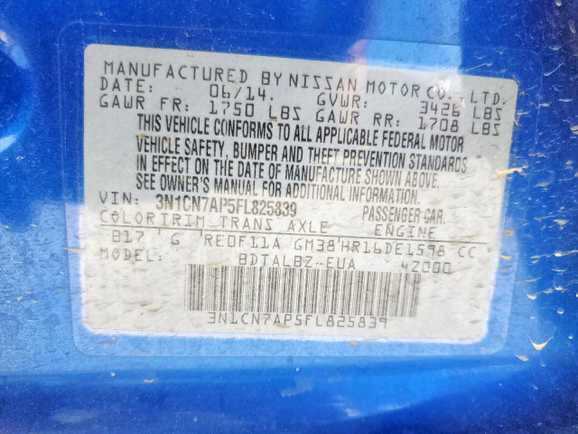 MANUFACTURED BY NISSAN MOTOR CO., LTD.
DATE: 06/14. GVWR: 3426 LBS
GAWR FR: 1750 LBS GAWR RR: 1708 LBS
THIS VEHICLE CONFORMS TO ALL APPLICABLE FEDERAL MOTOR
VEHICLE SAFETY, BUMPER AND THEFT PREVENTION STANDARDS
IN EFFECT ON THE DATE OF MANUFACTURE SHOWN ABOVE.
SEE OWNER'S MANUAL FOR ADDITIONAL INFORMATION.
VIN: 3N1CN7AP5FL825839 PASSENGER CAR.
COLOR TRIM TRANS AXLE ENGINE
B17 G RE0F11A GM38 HR16DE1598 CC
MODEL: BDTALBZ-EUA 4Z000
3N1CN7AP5FL825839